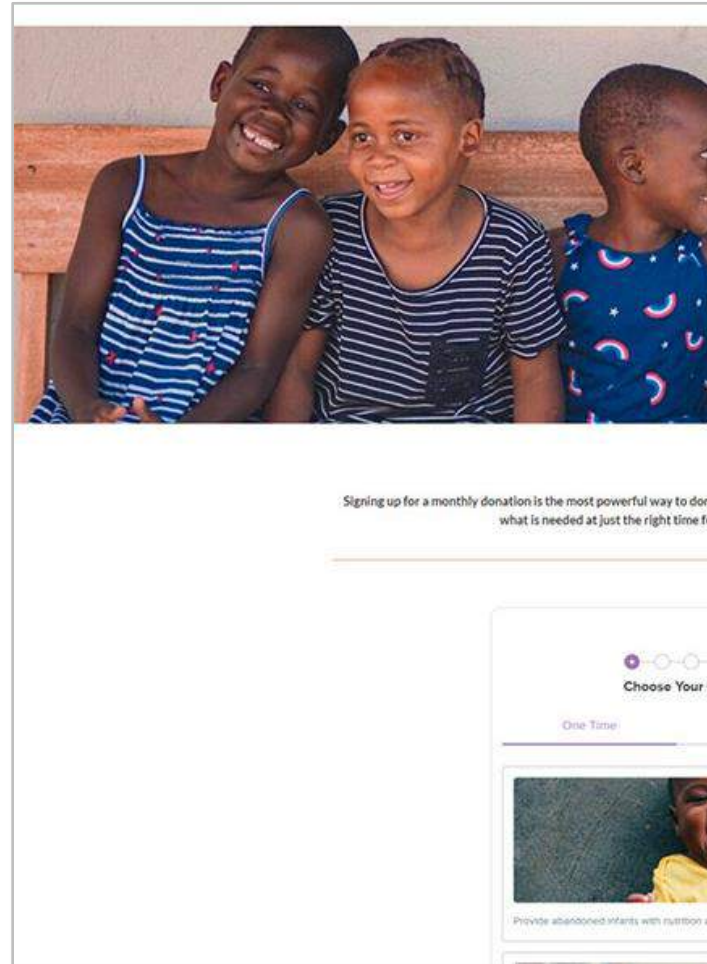 Signing up for a monthly donation is the most powerful way to
what is needed at just the right time
Choose Your
One Time
Provide abandoned infants with nutrition